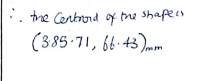 ∴ the Centroid of the shape is
(385.71, 66.43)mm